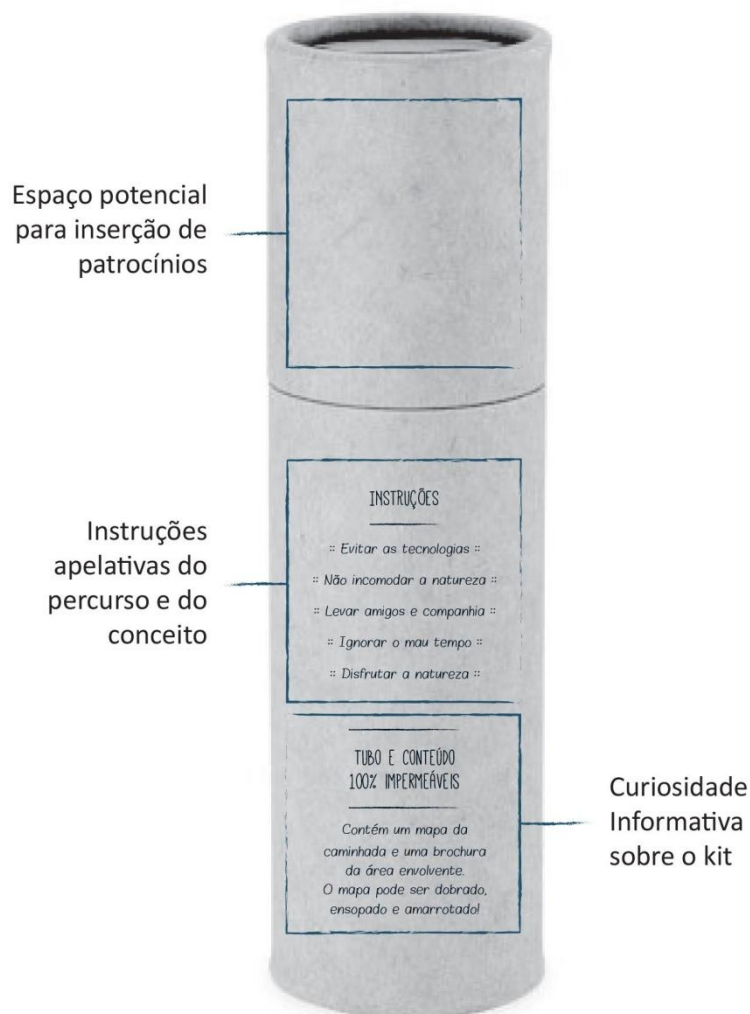 Espaço potencial
para inserção de
patrocínios
INSTRUÇÕES
:: Evitar as tecnologias ::
:: Não incomodar a natureza ::
:: Levar amigos e companhia ::
:: Ignorar o mau tempo ::
:: Disfrutar a natureza ::
Instruções
apelativas do
percurso e do
conceito
TUBO E CONTEÚDO
100% IMPERMEÁVEIS
Contém um mapa da
caminhada e uma brochura
da área envolvente.
O mapa pode ser dobrado,
ensopado e amarrotado!
Curiosidade
Informativa
sobre o kit